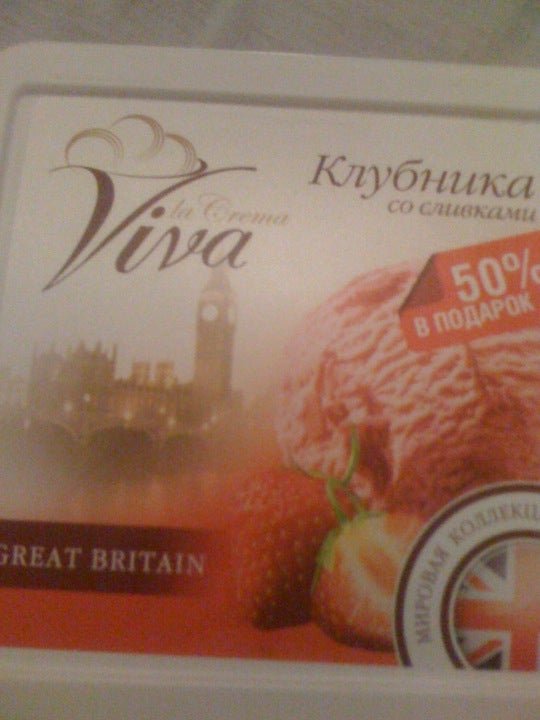 la Crema
Viva
Клубника
со сливками
50%
В ПОДАРОК
GREAT BRITAIN
МИРОВАЯ КОЛЛЕКЦ